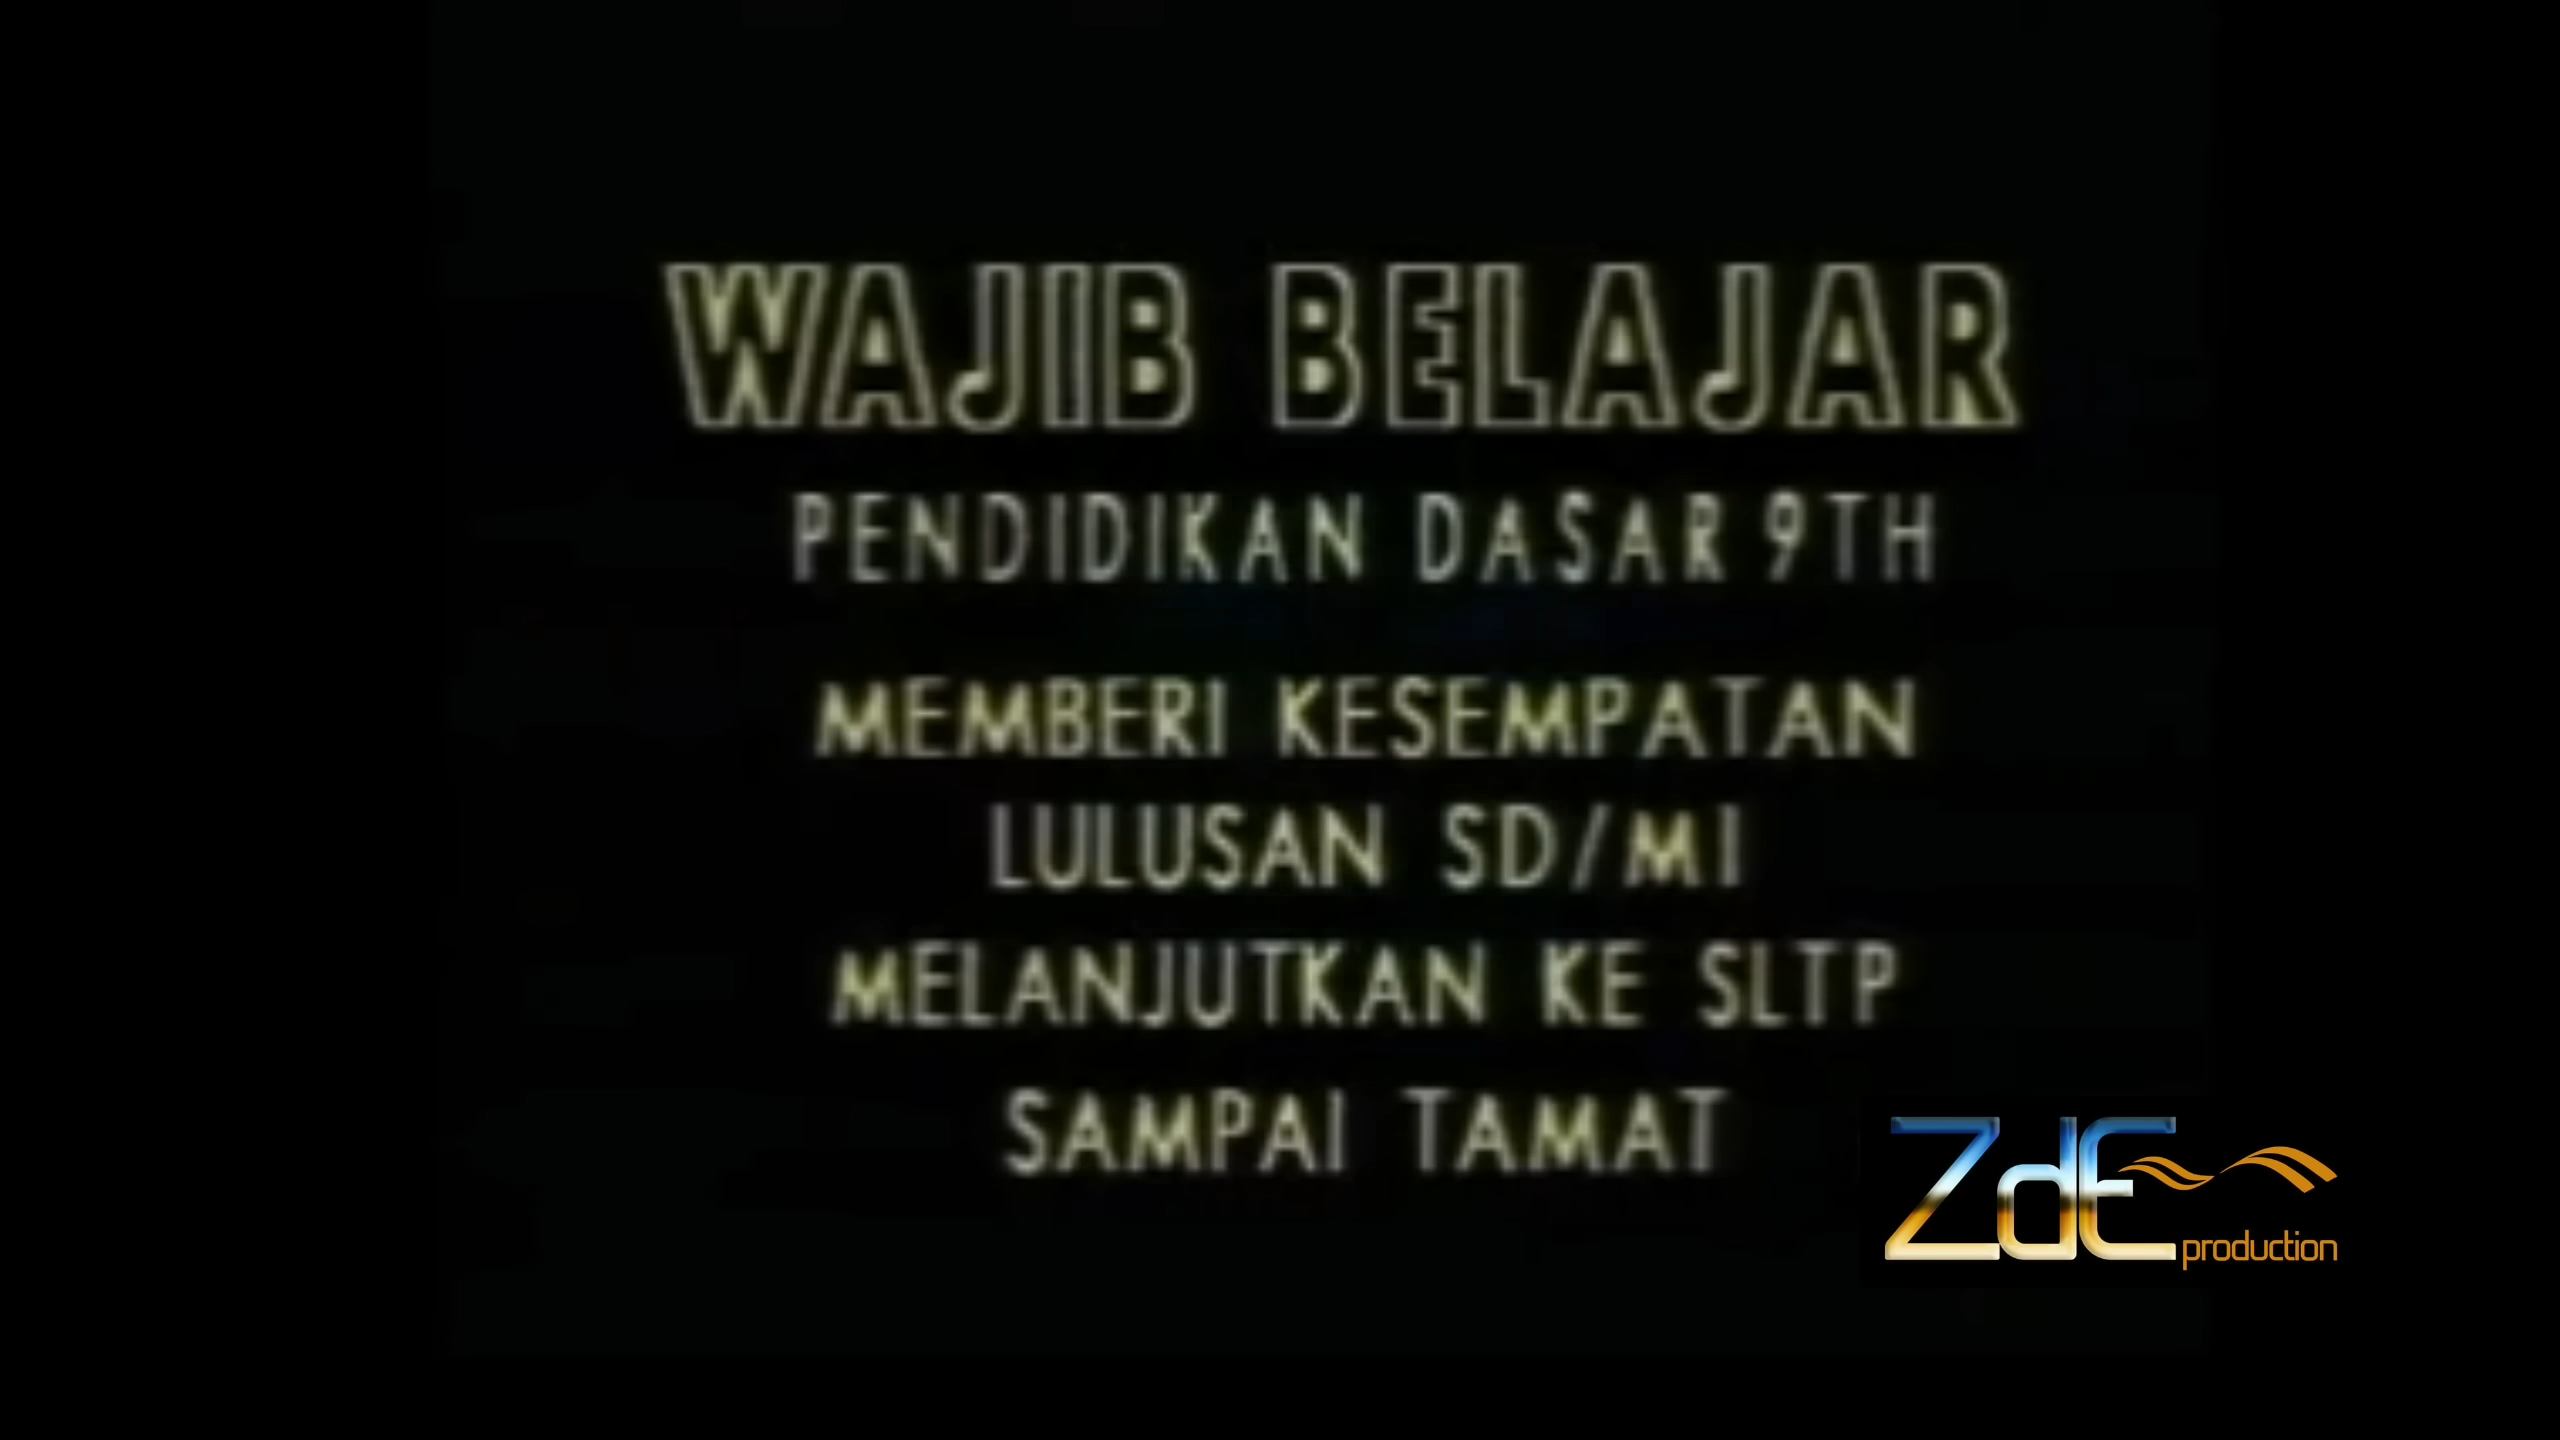 WAJIB BELAJAR
PENDIDIKAN DASAR 9TH
MEMBERI KESEMPATAN
LULUSAN SD/MI
MELANJUTKAN KE SLTP
SAMPAI TAMAT
ZdE
production